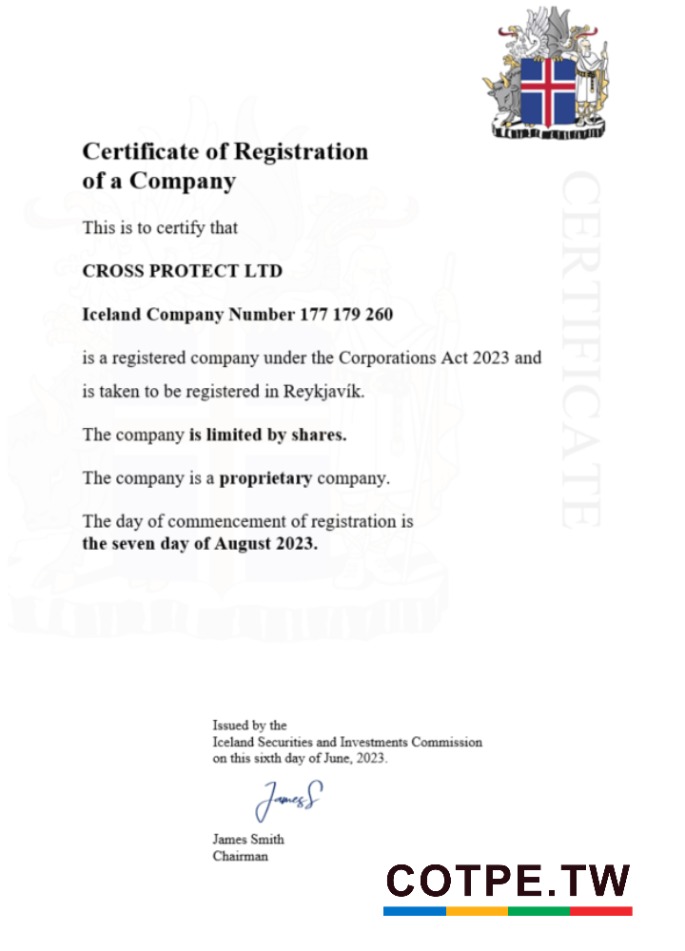 Certificate of Registration
of a Company
This is to certify that
CROSS PROTECT LTD
Iceland Company Number 177 179 260
is a registered company under the Corporations Act 2023 and
is taken to be registered in Reykjavík.
The company is limited by shares.
The company is a proprietary company.
The day of commencement of registration is
the seven day of August 2023.
CERTIFICATE
Issued by the
Iceland Securities and Investments Commission
on this sixth day of June, 2023.
JamesS
James Smith
Chairman
COTPE.TW